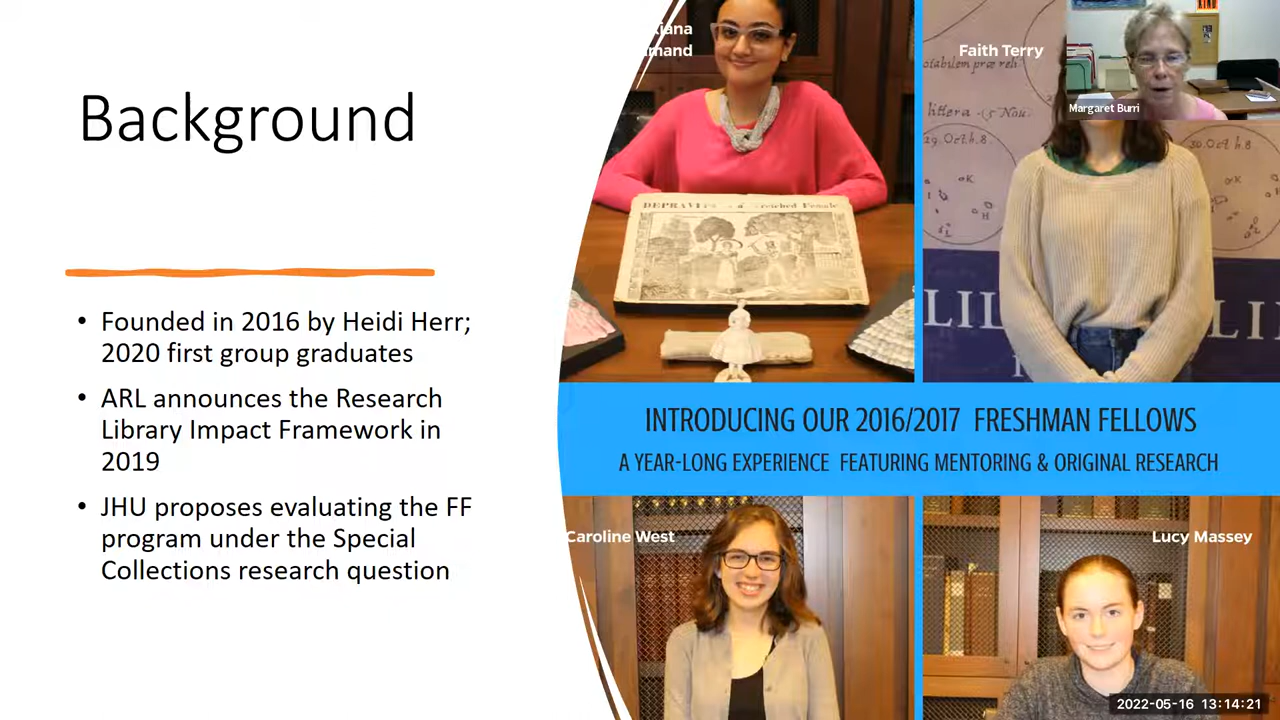 Background
Founded in 2016 by Heidi Herr;
2020 first group graduates
ARL announces the Research
Library Impact Framework in
2019
JHU proposes evaluating the FF
program under the Special
Collections research question
Faith Terry
Margaret Burri
littera
Nov.
INTRODUCING OUR 2016/2017 FRESHMAN FELLOWS
A YEAR-LONG EXPERIENCE FEATURING MENTORING & ORIGINAL RESEARCH
Caroline West
Lucy Massey
2022-05-16 13:14:21